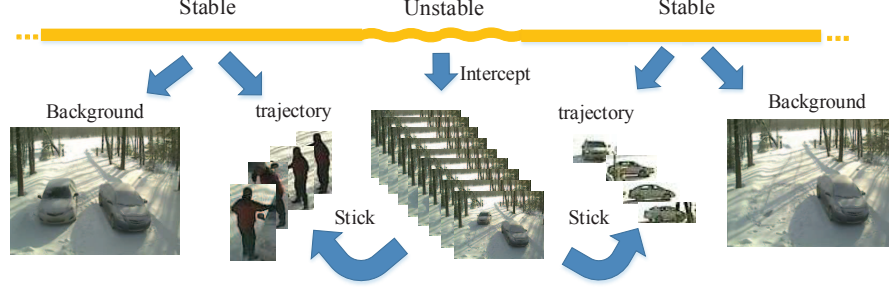 Stable
Unstable
Stable
Intercept
Background
trajectory
trajectory
Background
Stick
Stick